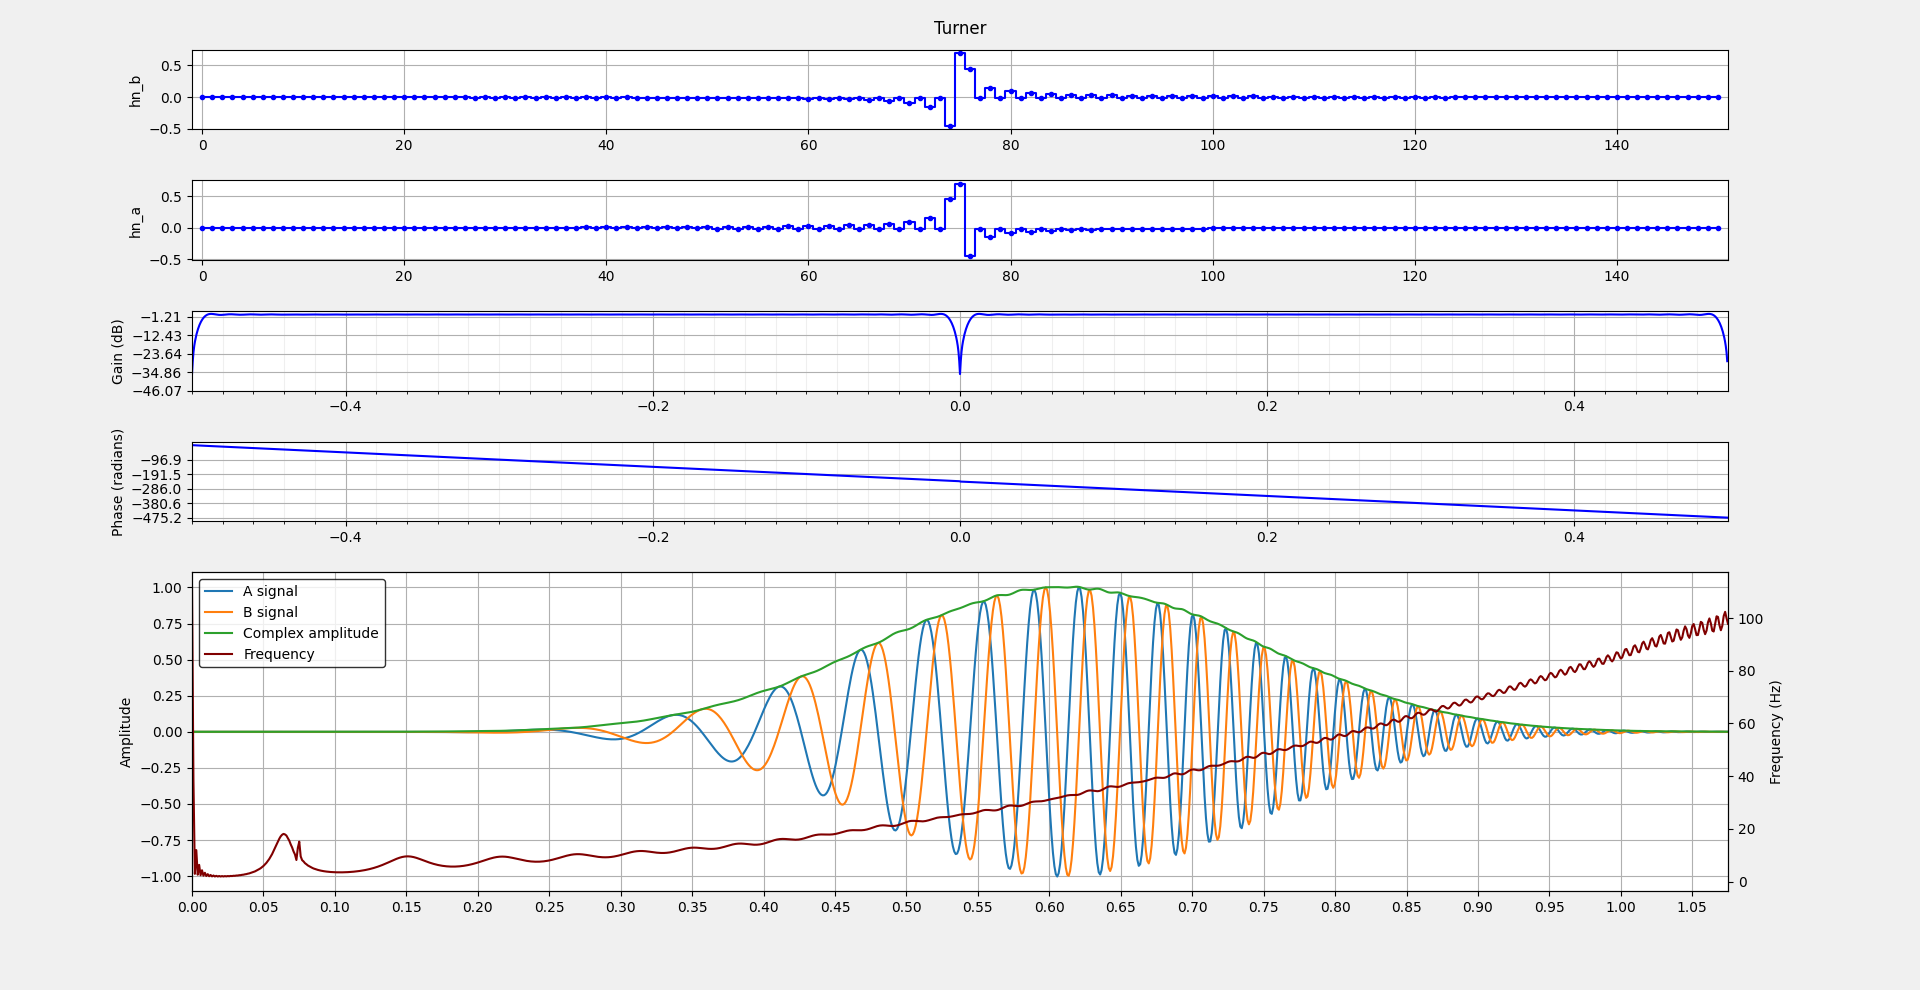 Turner
hn_b
0.5
0.0
−0.5
0 20 40 60 80 100 120 140
hn_a
0.5
0.0
−0.5
0 20 40 60 80 100 120 140
Gain (dB)
−1.21
−12.43
−23.64
−34.86
−46.07
−0.4 −0.2 0.0 0.2 0.4
Phase (radians)
−96.9
−191.5
−286.0
−380.6
−475.2
−0.4 −0.2 0.0 0.2 0.4
A signal
B signal
Complex amplitude
Frequency
Amplitude
1.00
0.75
0.50
0.25
0.00
−0.25
−0.50
−0.75
−1.00
0.00 0.05 0.10 0.15 0.20 0.25 0.30 0.35 0.40 0.45 0.50 0.55 0.60 0.65 0.70 0.75 0.80 0.85 0.90 0.95 1.00 1.05
100
80
60
40
20
0
Frequency (Hz)